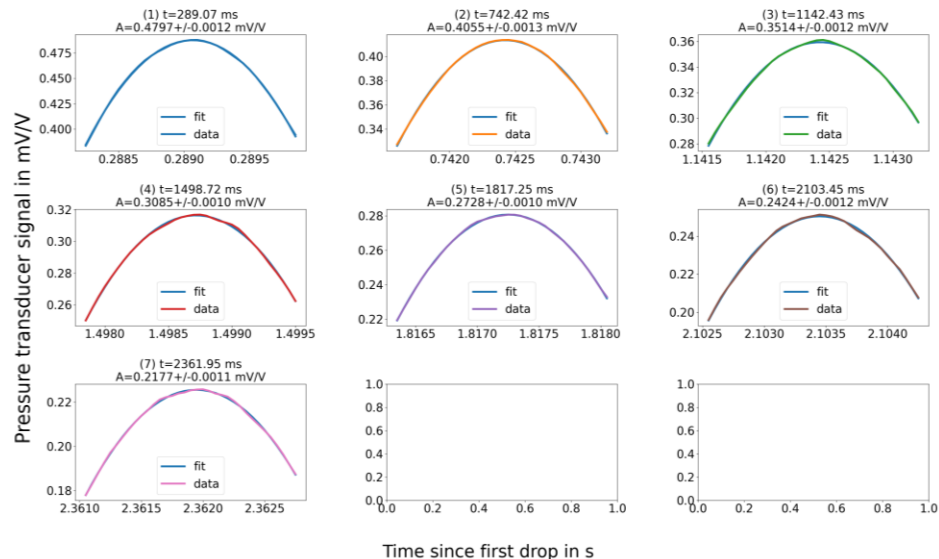 (1) t=289.07 ms
A=0.4797+/-0.0012 mV/V
(2) t=742.42 ms
A=0.4055+/-0.0013 mV/V
(3) t=1142.43 ms
A=0.3514+/-0.0012 mV/V
0.475
0.450
0.425
0.400
fit
data
0.2885 0.2890 0.2895
0.40
0.38
0.36
0.34
fit
data
0.7420 0.7425 0.7430
0.36
0.34
0.32
0.30
0.28
fit
data
1.1415 1.1420 1.1425 1.1430
(4) t=1498.72 ms
A=0.3085+/-0.0010 mV/V
(5) t=1817.25 ms
A=0.2728+/-0.0010 mV/V
(6) t=2103.45 ms
A=0.2424+/-0.0012 mV/V
0.32
0.30
0.28
0.26
fit
data
1.4980 1.4985 1.4990 1.4995
0.28
0.26
0.24
0.22
fit
data
1.8165 1.8170 1.8175 1.8180
0.24
0.22
0.20
fit
data
2.1025 2.1030 2.1035 2.1040
(7) t=2361.95 ms
A=0.2177+/-0.0011 mV/V
0.22
0.20
0.18
fit
data
2.3610 2.3615 2.3620 2.3625
1.0
0.8
0.6
0.4
0.2
0.0
0.0 0.2 0.4 0.6 0.8 1.0
1.0
0.8
0.6
0.4
0.2
0.0
0.0 0.2 0.4 0.6 0.8 1.0
Pressure transducer signal in mV/V
Time since first drop in s